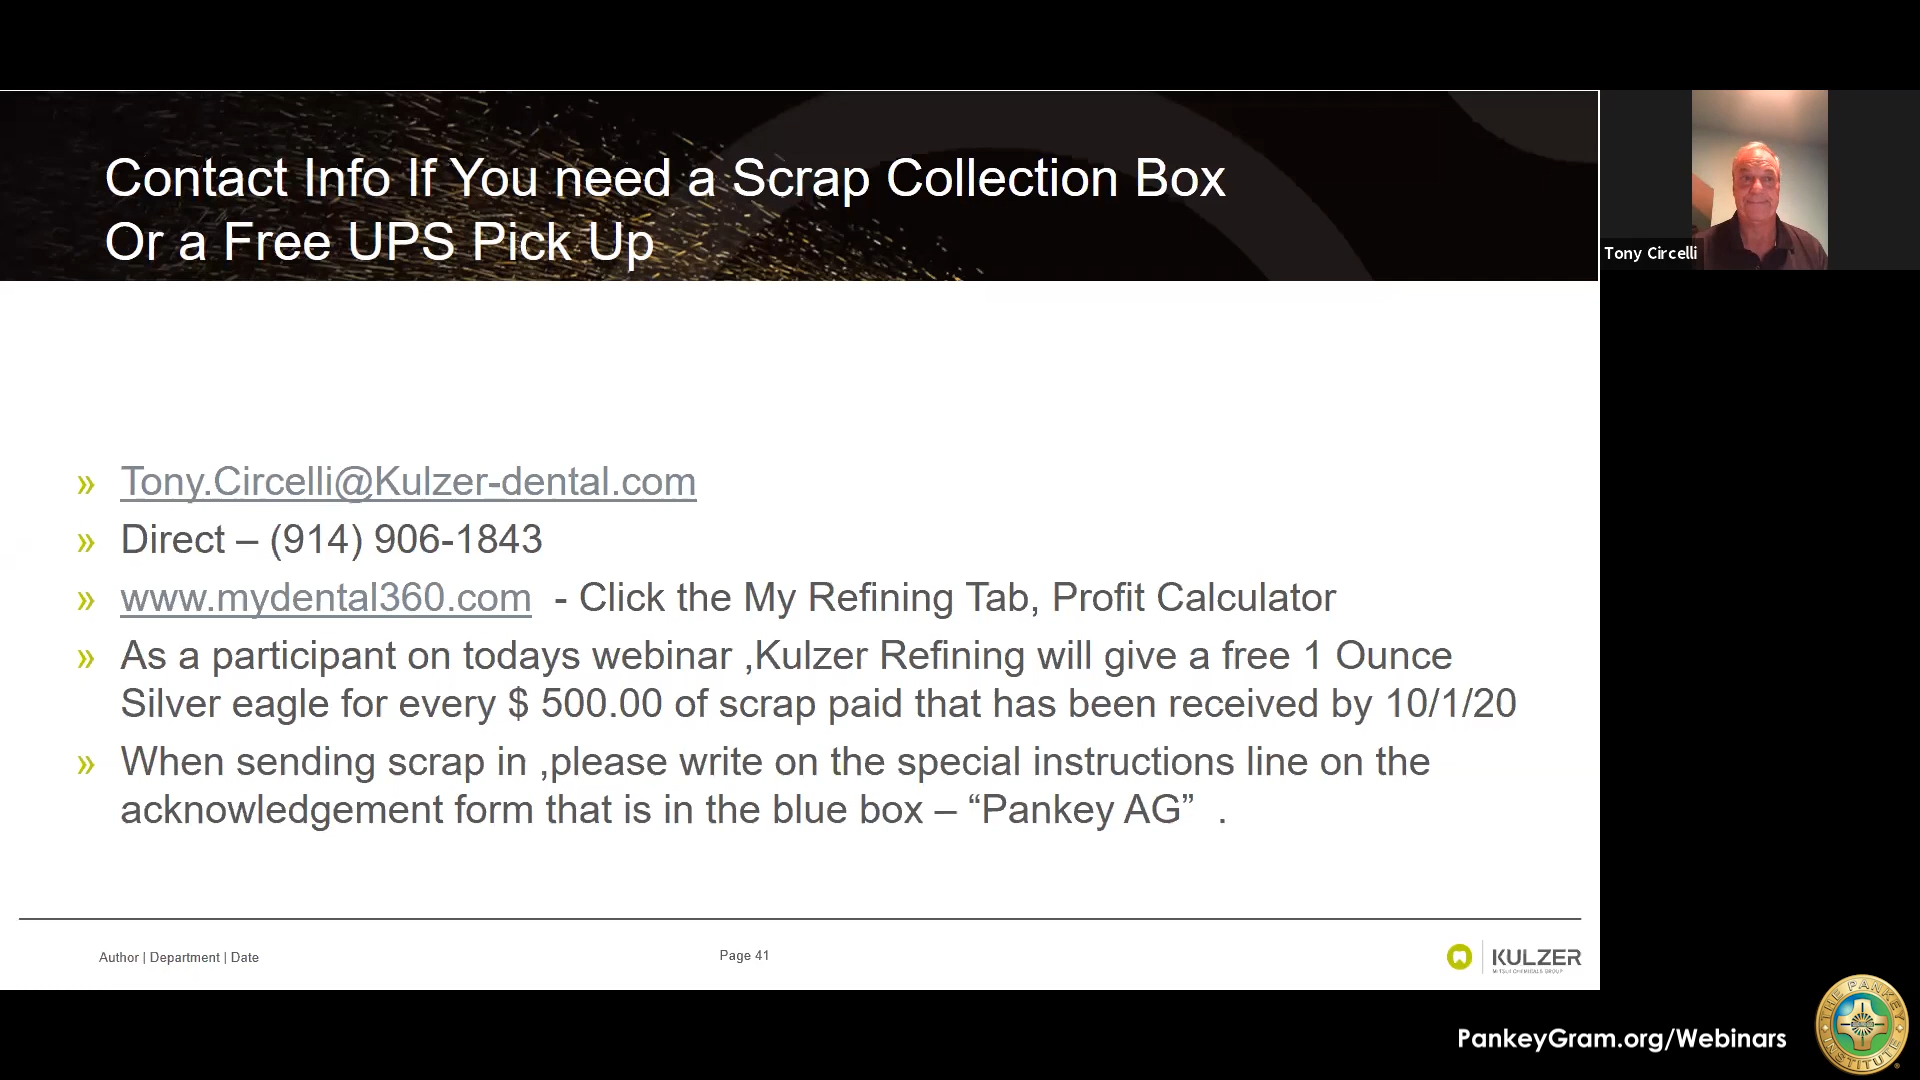 Contact Info If You need a Scrap Collection Box
Or a Free UPS Pick Up
Tony Circelli
» Tony.Circelli@Kulzer-dental.com
» Direct – (914) 906-1843
» www.mydental360.com - Click the My Refining Tab, Profit Calculator
» As a participant on todays webinar ,Kulzer Refining will give a free 1 Ounce
Silver eagle for every $ 500.00 of scrap paid that has been received by 10/1/20
» When sending scrap in ,please write on the special instructions line on the
acknowledgement form that is in the blue box – “Pankey AG” .
Author | Department | Date
Page 41
KULZER
MITSUI CHEMICALS GROUP
PankeyGram.org/Webinars
THE PANKEY INSTITUTE